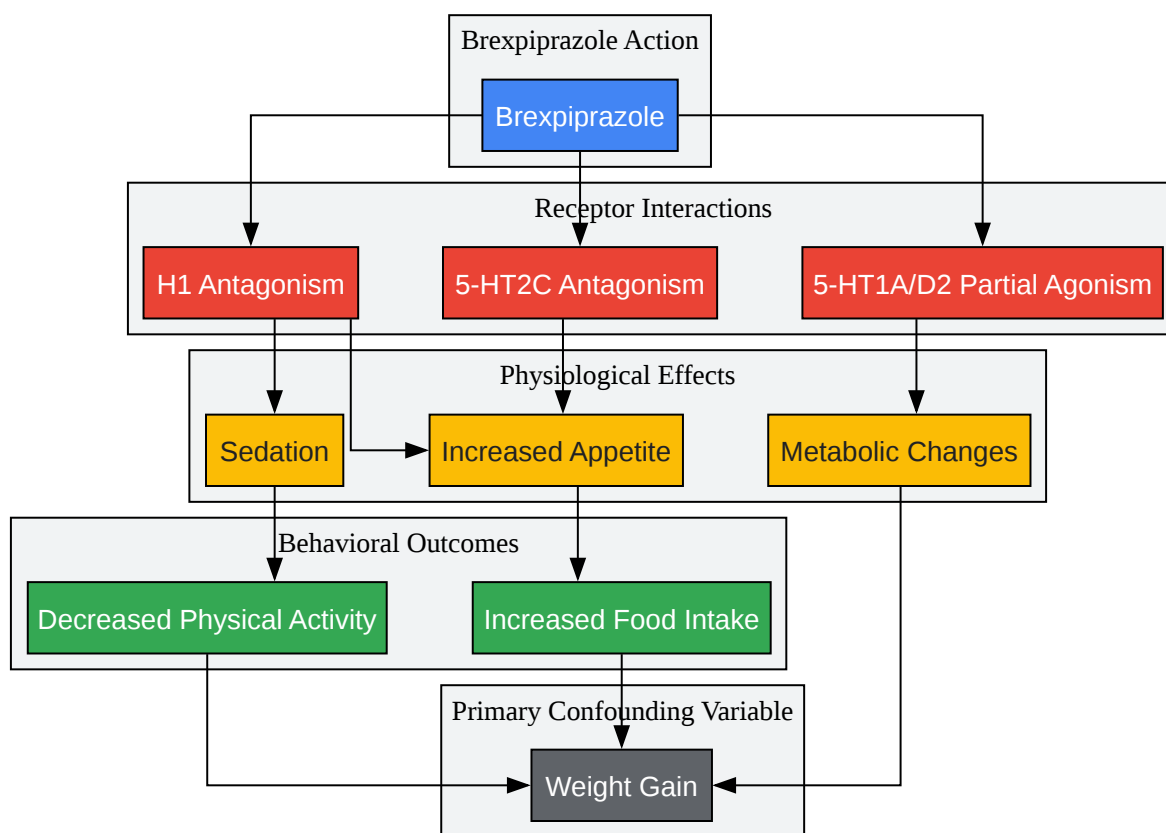 Brexpiprazole Action
Brexpiprazole
Receptor Interactions
H1 Antagonism
5-HT2C Antagonism
5-HT1A/D2 Partial Agonism
Physiological Effects
Sedation
Increased Appetite
Metabolic Changes
Behavioral Outcomes
Decreased Physical Activity
Increased Food Intake
Primary Confounding Variable
Weight Gain